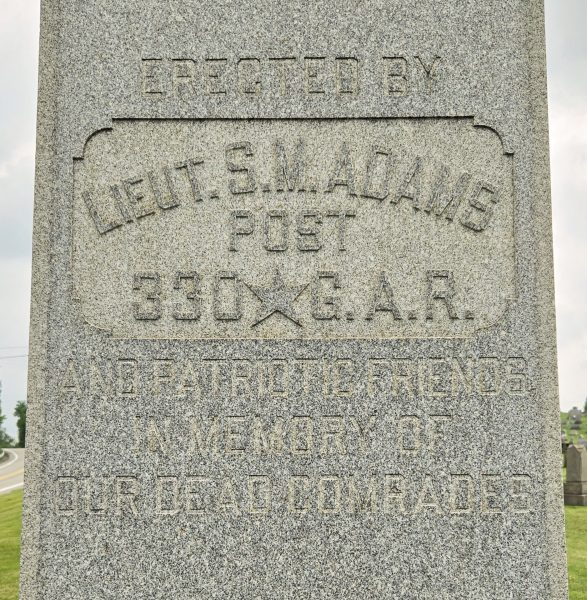 ERECTED BY
LIEUT. S.M. ADAMS
POST
330 ★ G.A.R.
AND PATRIOTIC FRIENDS
IN MEMORY OF
OUR DEAD COMRADES